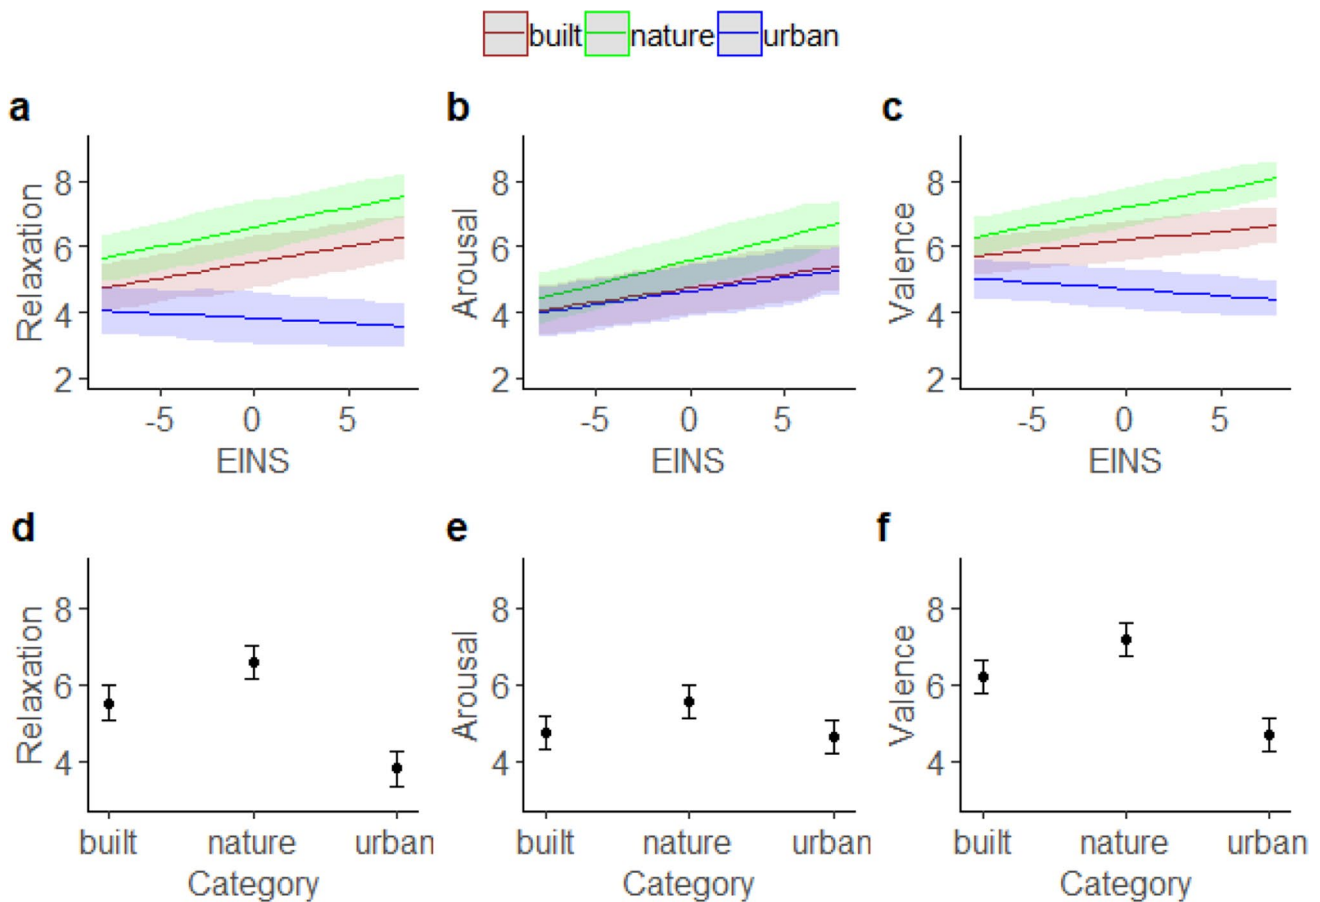 built nature urban
a b c
Relaxation
8
6
4
2
-5 0 5
EINS
Arousal
8
6
4
2
-5 0 5
EINS
Valence
8
6
4
2
-5 0 5
EINS
d e f
Relaxation
8
6
4
built nature urban
Category
Arousal
8
6
4
built nature urban
Category
Valence
8
6
4
built nature urban
Category